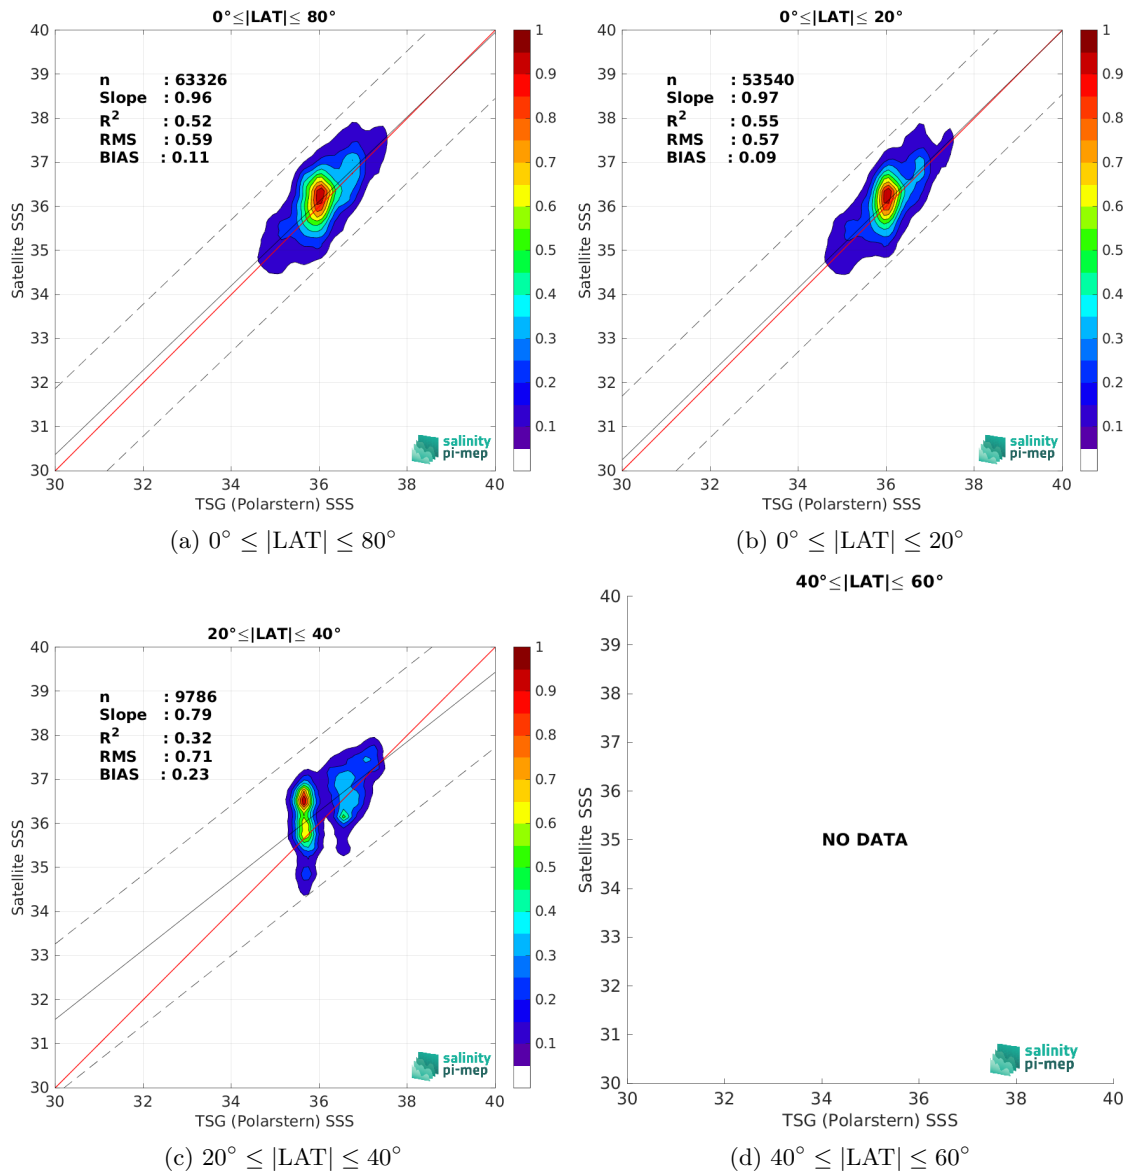 0°≤|LAT|≤ 80°
40
39
38
37
36
35
34
33
32
31
30
n : 63326
Slope : 0.96
R2 : 0.52
RMS : 0.59
BIAS : 0.11
Satellite SSS
30 32 34 36 38 40
TSG (Polarstern) SSS
1
0.9
0.8
0.7
0.6
0.5
0.4
0.3
0.2
0.1
salinity
pi-mep
(a) 0° ≤ |LAT| ≤ 80°
0°≤|LAT|≤ 20°
40
39
38
37
36
35
34
33
32
31
30
n : 53540
Slope : 0.97
R2 : 0.55
RMS : 0.57
BIAS : 0.09
Satellite SSS
30 32 34 36 38 40
TSG (Polarstern) SSS
1
0.9
0.8
0.7
0.6
0.5
0.4
0.3
0.2
0.1
salinity
pi-mep
(b) 0° ≤ |LAT| ≤ 20°
20°≤|LAT|≤ 40°
40
39
38
37
36
35
34
33
32
31
30
n : 9786
Slope : 0.79
R2 : 0.32
RMS : 0.71
BIAS : 0.23
Satellite SSS
30 32 34 36 38 40
TSG (Polarstern) SSS
1
0.9
0.8
0.7
0.6
0.5
0.4
0.3
0.2
0.1
salinity
pi-mep
(c) 20° ≤ |LAT| ≤ 40°
40°≤|LAT|≤ 60°
40
39
38
37
36
35
34
33
32
31
30
NO DATA
Satellite SSS
30 32 34 36 38 40
TSG (Polarstern) SSS
salinity
pi-mep
(d) 40° ≤ |LAT| ≤ 60°